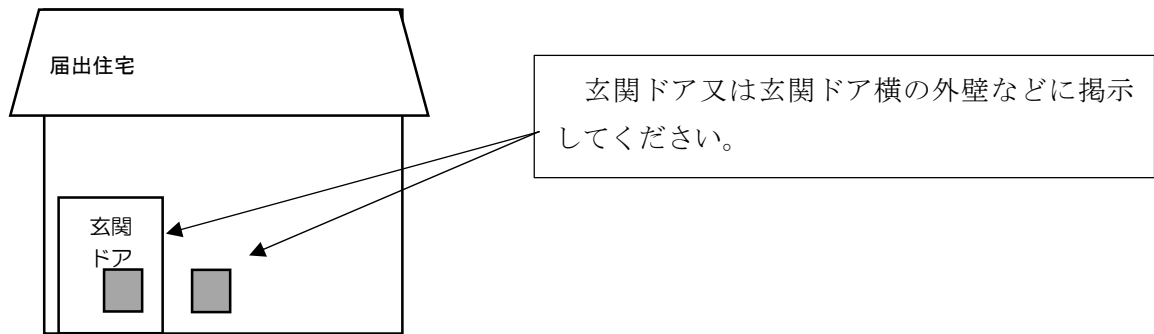 届出住宅
玄関ドア又は玄関ドア横の外壁などに掲示
してください。
玄関
ドア